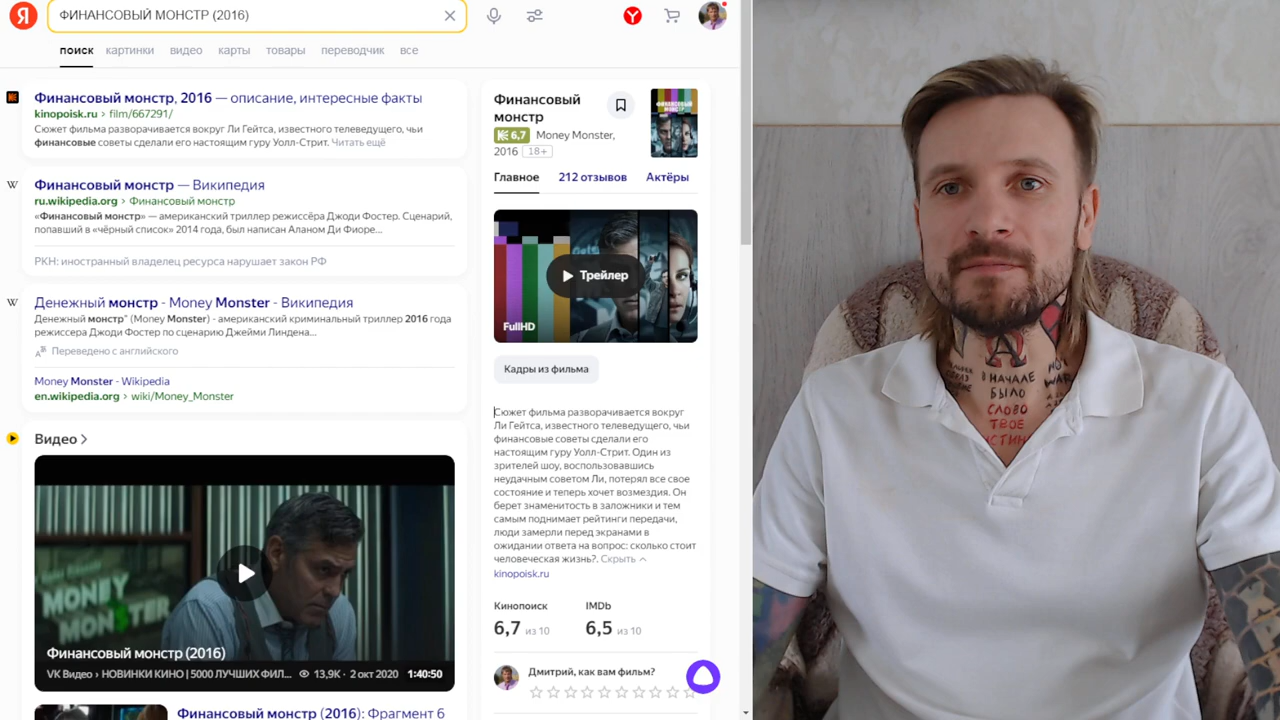 Я
ФИНАНСОВЫЙ МОНСТР (2016)
поиск картинки видео карты товары переводчик все
Финансовый монстр, 2016 — описание, интересные факты
kinopoisk.ru › film/667291/
Сюжет фильма разворачивается вокруг Ли Гейтса, известного телеведущего, чьи
финансовые советы сделали его настоящим гуру Уолл-Стрит. Читать ещё
W
Финансовый монстр — Википедия
ru.wikipedia.org › Финансовый монстр
«Финансовый монстр» — американский триллер режиссёра Джоди Фостер. Сценарий,
попавший в «чёрный список» 2014 года, был написан Аланом Ди Фиоре...
РКН: иностранный владелец ресурса нарушает закон РФ
W
Денежный монстр - Money Monster - Википедия
Денежный монстр" (Money Monster) - американский криминальный триллер 2016 года
режиссера Джоди Фостер по сценарию Джейми Линдена...
Переведено с английского
Money Monster - Wikipedia
en.wikipedia.org › wiki/Money_Monster
Видео
MONEY
MON$TER
Финансовый монстр (2016)
VK Видео › НОВИНКИ КИНО | 5000 ЛУЧШИХ ФИЛ... 13,9K · 2 окт 2020 1:40:50
Финансовый монстр (2016): Фрагмент 6
Финансовый
монстр
6,7 Money Monster,
2016 18+
Главное 212 отзывов Актёры
Трейлер
FullHD
Кадры из фильма
Сюжет фильма разворачивается вокруг
Ли Гейтса, известного телеведущего, чьи
финансовые советы сделали его
настоящим гуру Уолл-Стрит. Один из
зрителей шоу, воспользовавшись
неудачным советом Ли, потерял все свое
состояние и теперь хочет возмездия. Он
берет знаменитость в заложники и тем
самым поднимает рейтинги передачи,
люди замерли перед экранами в
ожидании ответа на вопрос: сколько стоит
человеческая жизнь?. Скрыть
kinopoisk.ru
Кинопоиск IMDb
6,7 из 10 6,5 из 10
Дмитрий, как вам фильм?
В НАЧАЛЕ
БЫЛО
СЛОВО
ТВОЕ